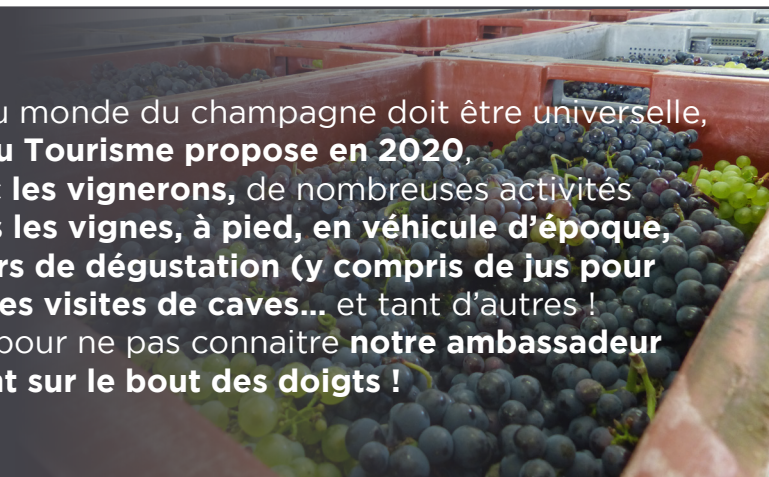 u monde du champagne doit être universelle,
u Tourisme propose en 2020,
les vignerons, de nombreuses activités
s les vignes, à pied, en véhicule d’époque,
rs de dégustation (y compris de jus pour
es visites de caves... et tant d’autres !
pour ne pas connaitre notre ambassadeur
t sur le bout des doigts !